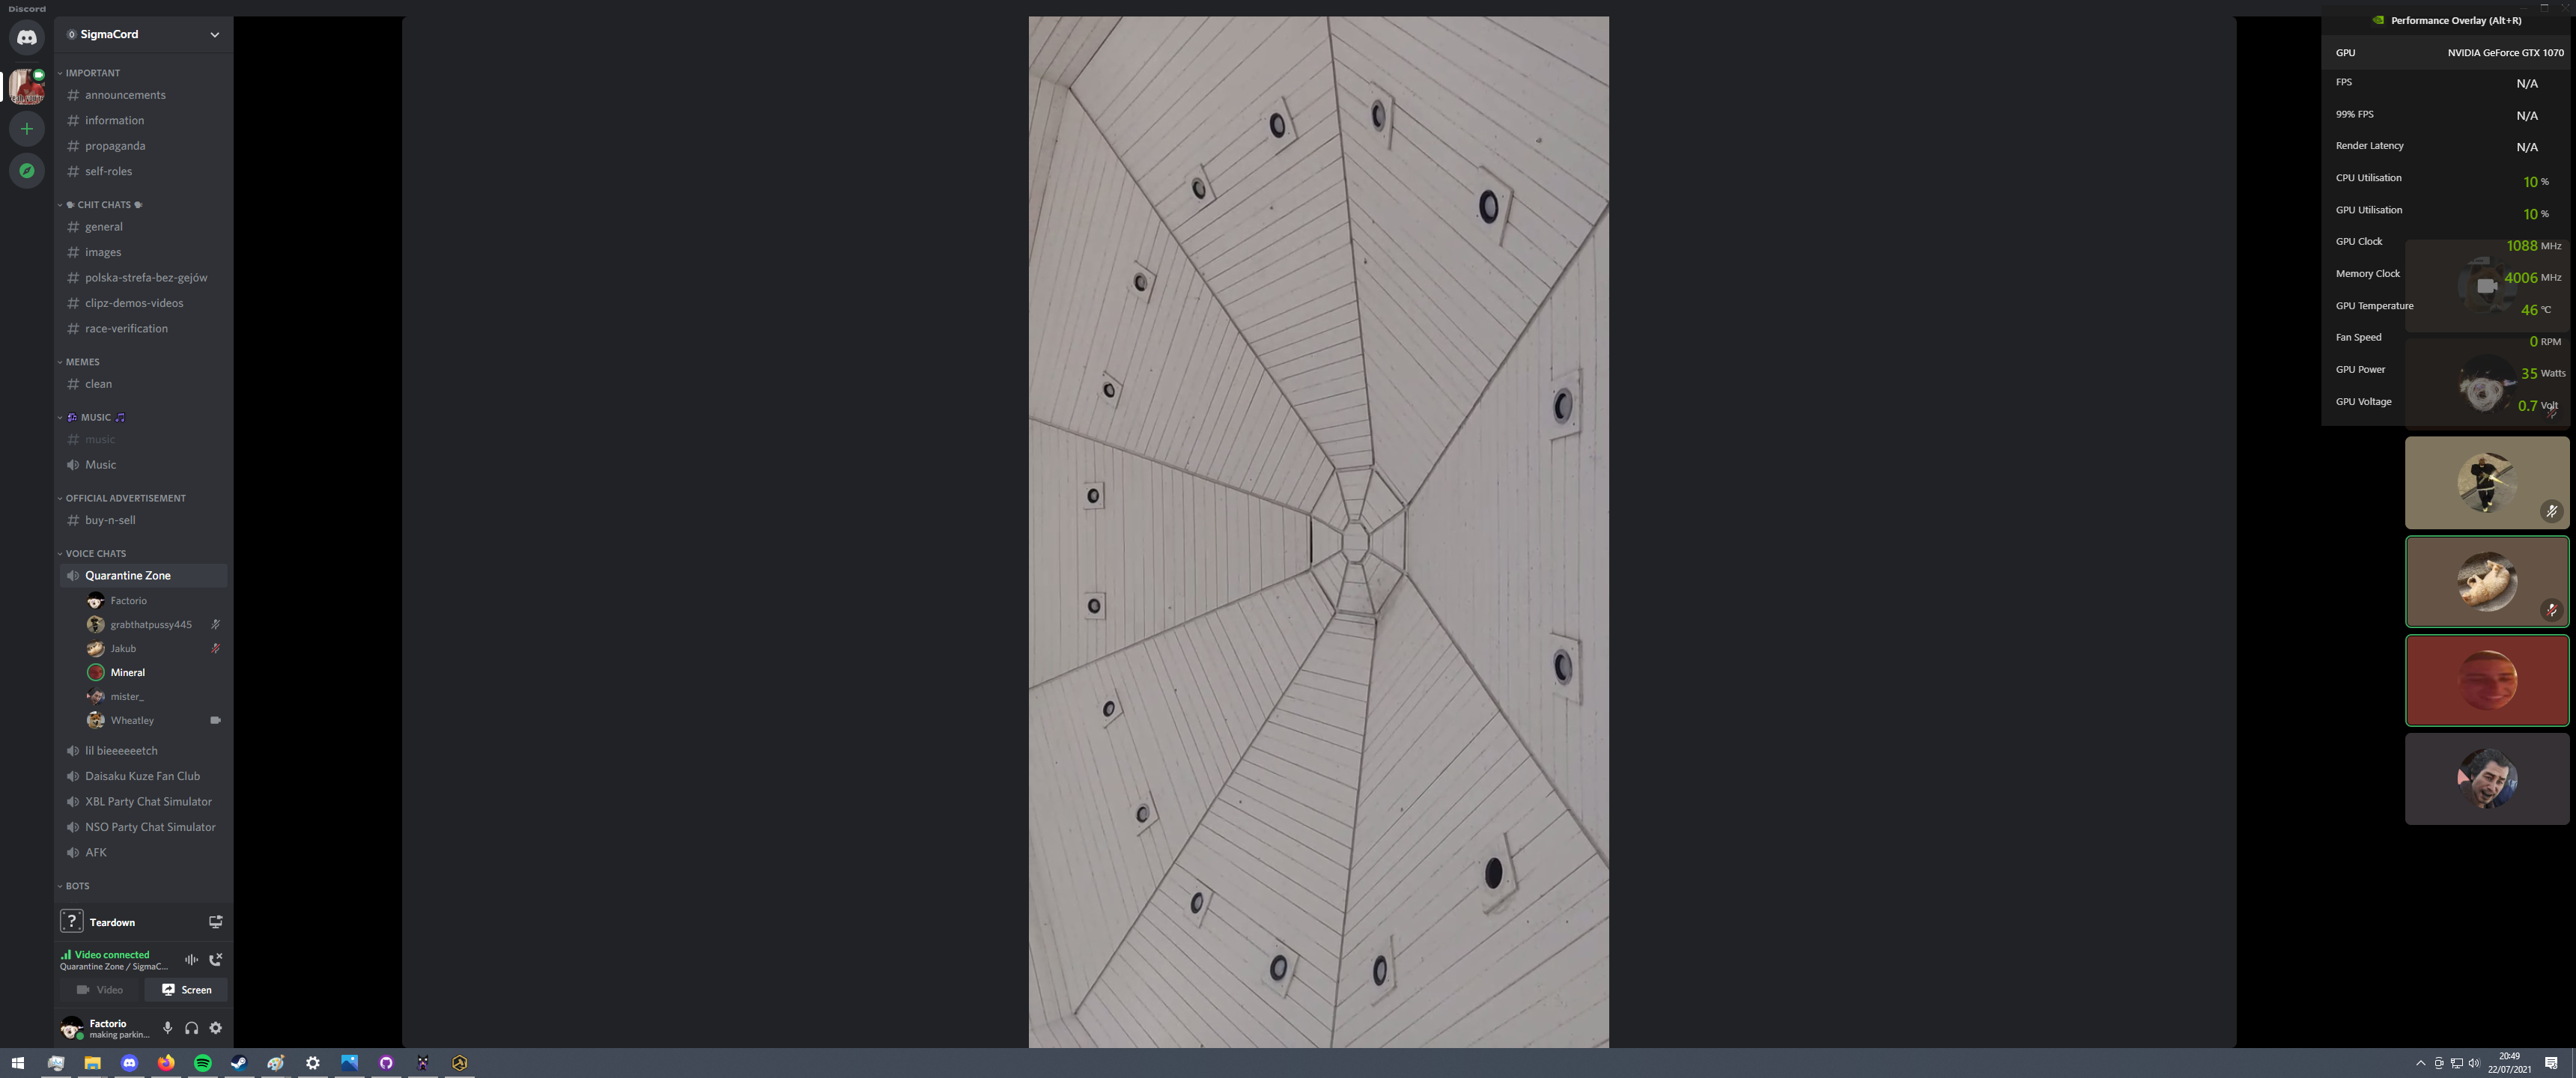 Discord
SigmaCord
IMPORTANT
announcements
information
propaganda
self-roles
CHIT CHATS
general
images
polska-strefa-bez-gejów
clipz-demos-videos
race-verification
MEMES
clean
MUSIC
music
Music
OFFICIAL ADVERTISEMENT
buy-n-sell
VOICE CHATS
Quarantine Zone
Factorio
grabthatpussy445
Jakub
Mineral
mister_
Wheatley
lil bieeeeeetch
Daisaku Kuze Fan Club
XBL Party Chat Simulator
NSO Party Chat Simulator
AFK
BOTS
Teardown
Video connected
Quarantine Zone / SigmaC...
Video
Screen
Factorio
making parkin...
Performance Overlay (Alt+R)
GPU NVIDIA GeForce GTX 1070
FPS N/A
99% FPS N/A
Render Latency N/A
CPU Utilisation 10 %
GPU Utilisation 10 %
GPU Clock 1088 MHz
Memory Clock 4006 MHz
GPU Temperature 46 °C
Fan Speed 0 RPM
GPU Power 35 Watts
GPU Voltage 0.7 Volt
20:49
22/07/2021